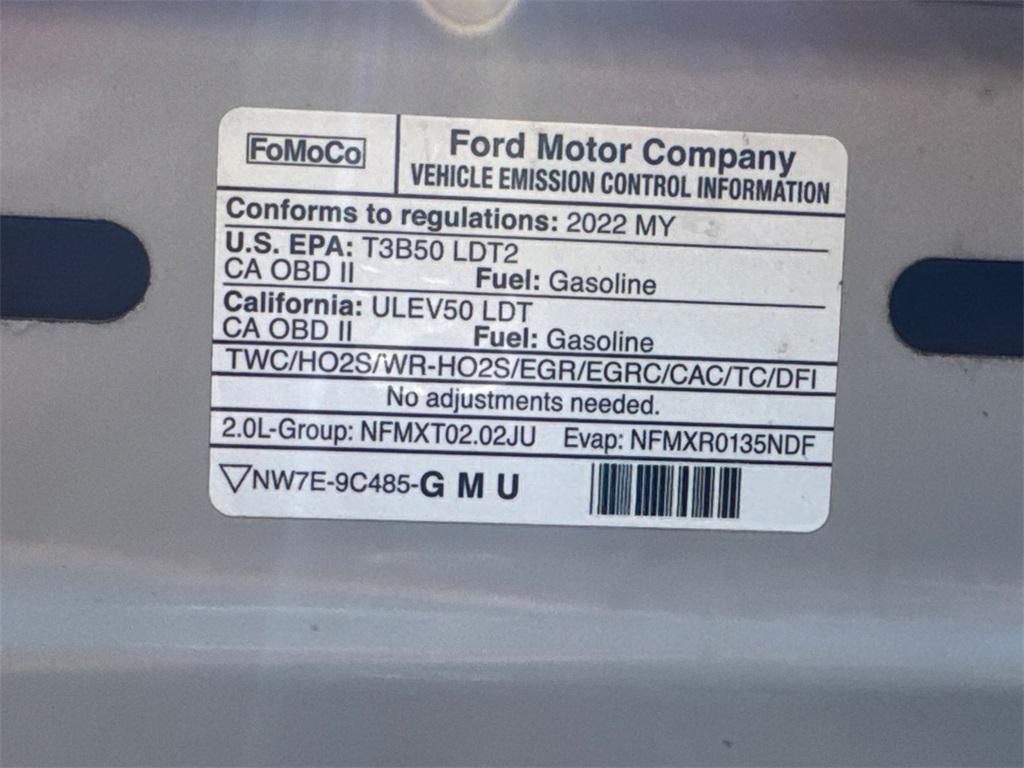 FoMoCo
Ford Motor Company
VEHICLE EMISSION CONTROL INFORMATION
Conforms to regulations: 2022 MY
U.S. EPA: T3B50 LDT2
CA OBD II Fuel: Gasoline
California: ULEV50 LDT
CA OBD II Fuel: Gasoline
TWC/HO2S/WR-HO2S/EGR/EGRC/CAC/TC/DFI
No adjustments needed.
2.0L-Group: NFMXT02.02JU Evap: NFMXR0135NDF
▽NW7E-9C485-G M U